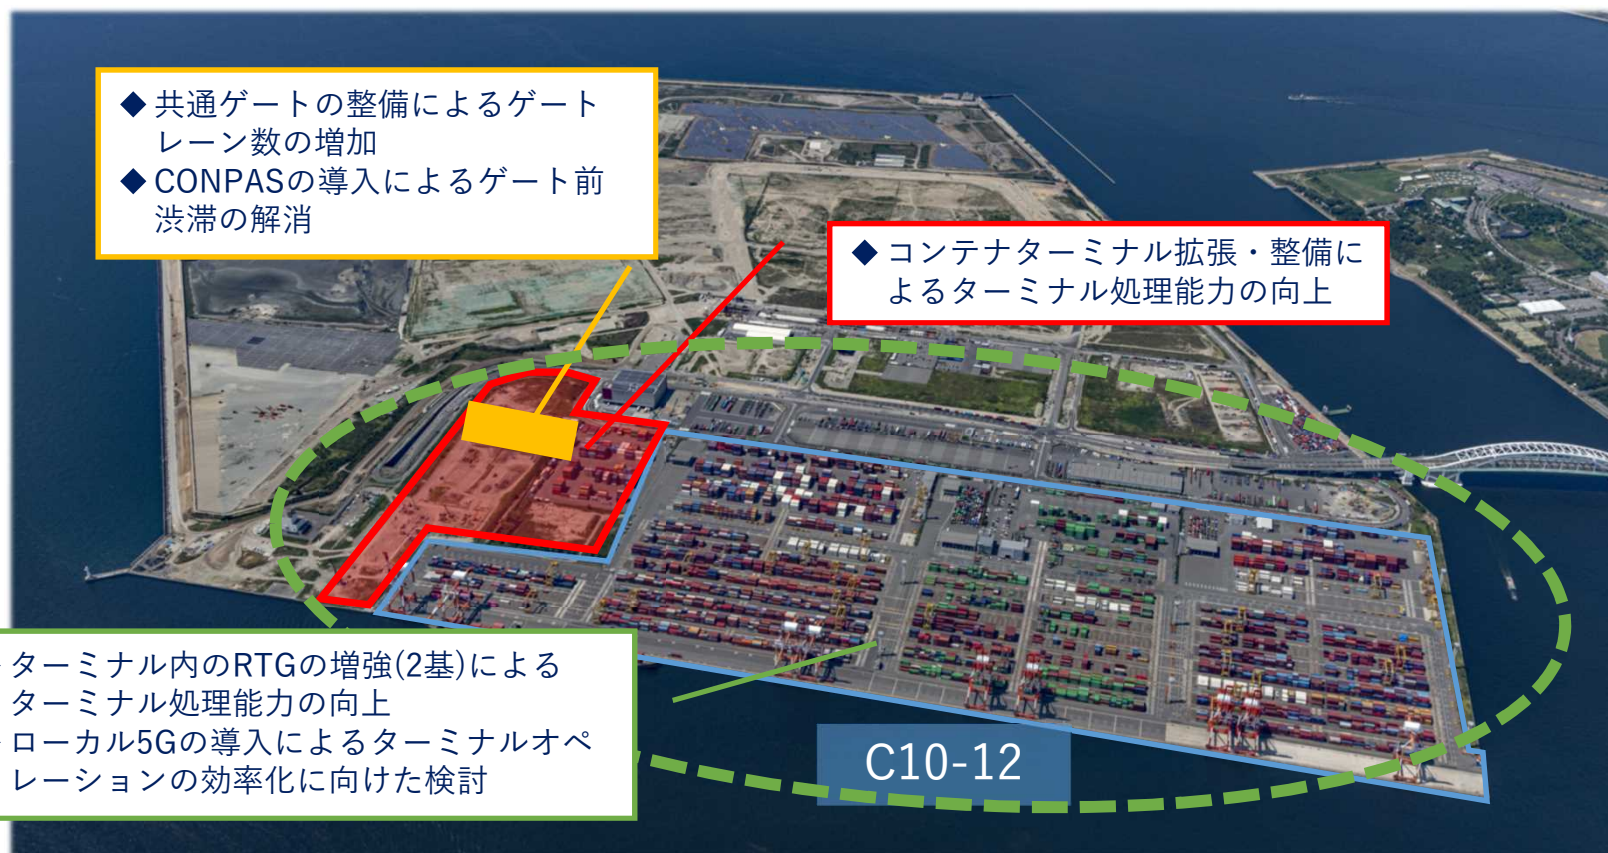 ◆ 共通ゲートの整備によるゲート
レーン数の増加
◆ CONPASの導入によるゲート前
渋滞の解消
◆ コンテナターミナル拡張・整備に
よるターミナル処理能力の向上
ターミナル内のRTGの増強(2基)による
ターミナル処理能力の向上
ローカル5Gの導入によるターミナルオペ
レーションの効率化に向けた検討
C10-12